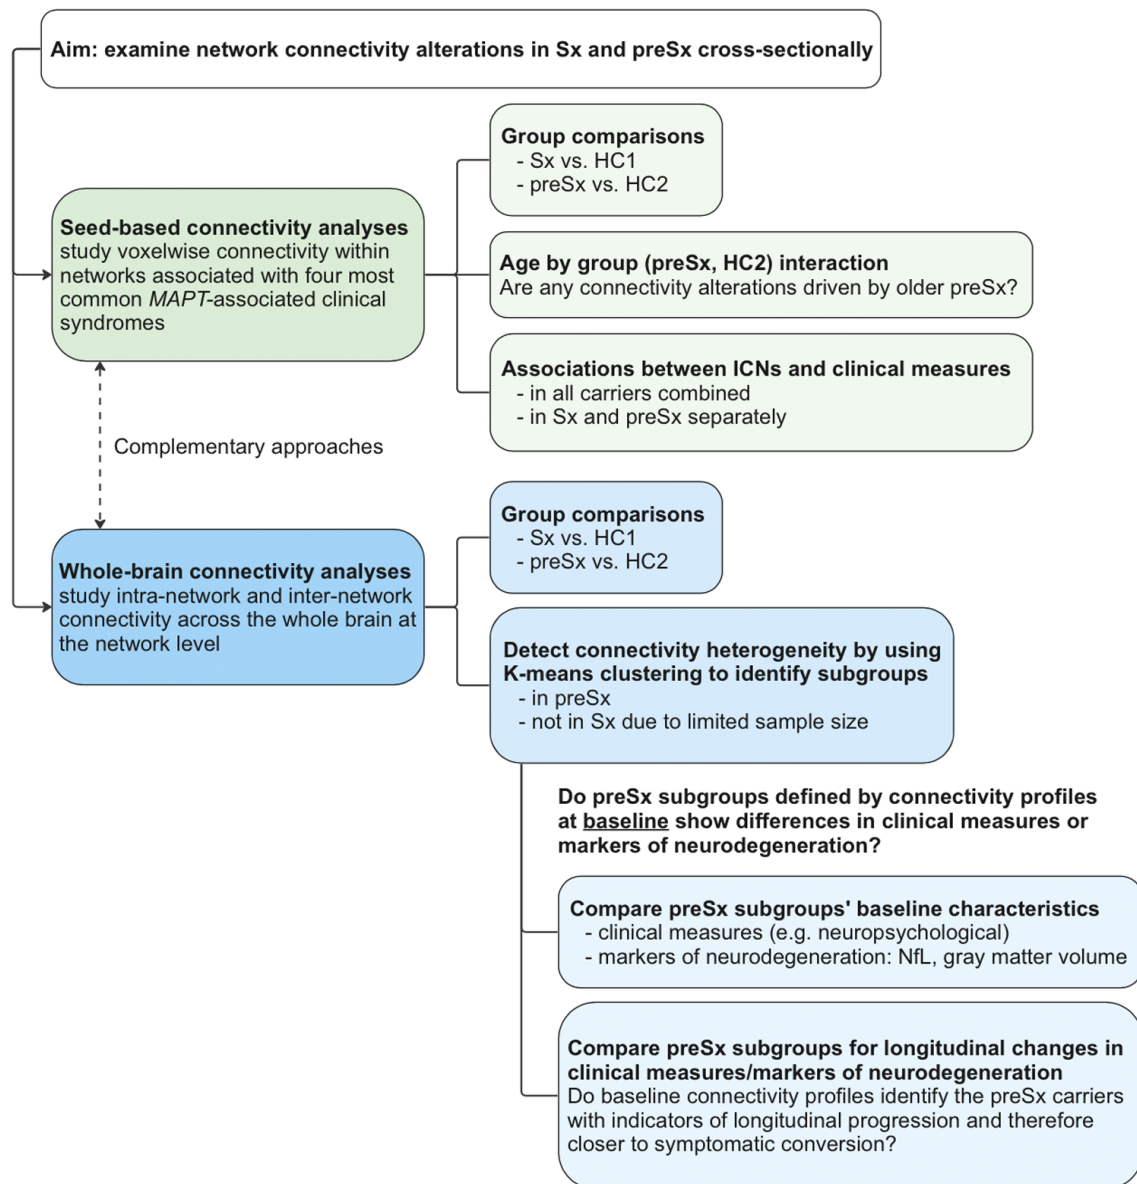 Aim: examine network connectivity alterations in Sx and preSx cross-sectionally
Group comparisons
- Sx vs. HC1
- preSx vs. HC2
Seed-based connectivity analyses
study voxelwise connectivity within
networks associated with four most
common MAPT-associated clinical
syndromes
Age by group (preSx, HC2) interaction
Are any connectivity alterations driven by older preSx?
Associations between ICNs and clinical measures
- in all carriers combined
- in Sx and preSx separately
Complementary approaches
Group comparisons
- Sx vs. HC1
- preSx vs. HC2
Whole-brain connectivity analyses
study intra-network and inter-network
connectivity across the whole brain at
the network level
Detect connectivity heterogeneity by using
K-means clustering to identify subgroups
- in preSx
- not in Sx due to limited sample size
Do preSx subgroups defined by connectivity profiles
at baseline show differences in clinical measures or
markers of neurodegeneration?
Compare preSx subgroups' baseline characteristics
- clinical measures (e.g. neuropsychological)
- markers of neurodegeneration: NfL, gray matter volume
Compare preSx subgroups for longitudinal changes in
clinical measures/markers of neurodegeneration
Do baseline connectivity profiles identify the preSx carriers
with indicators of longitudinal progression and therefore
closer to symptomatic conversion?